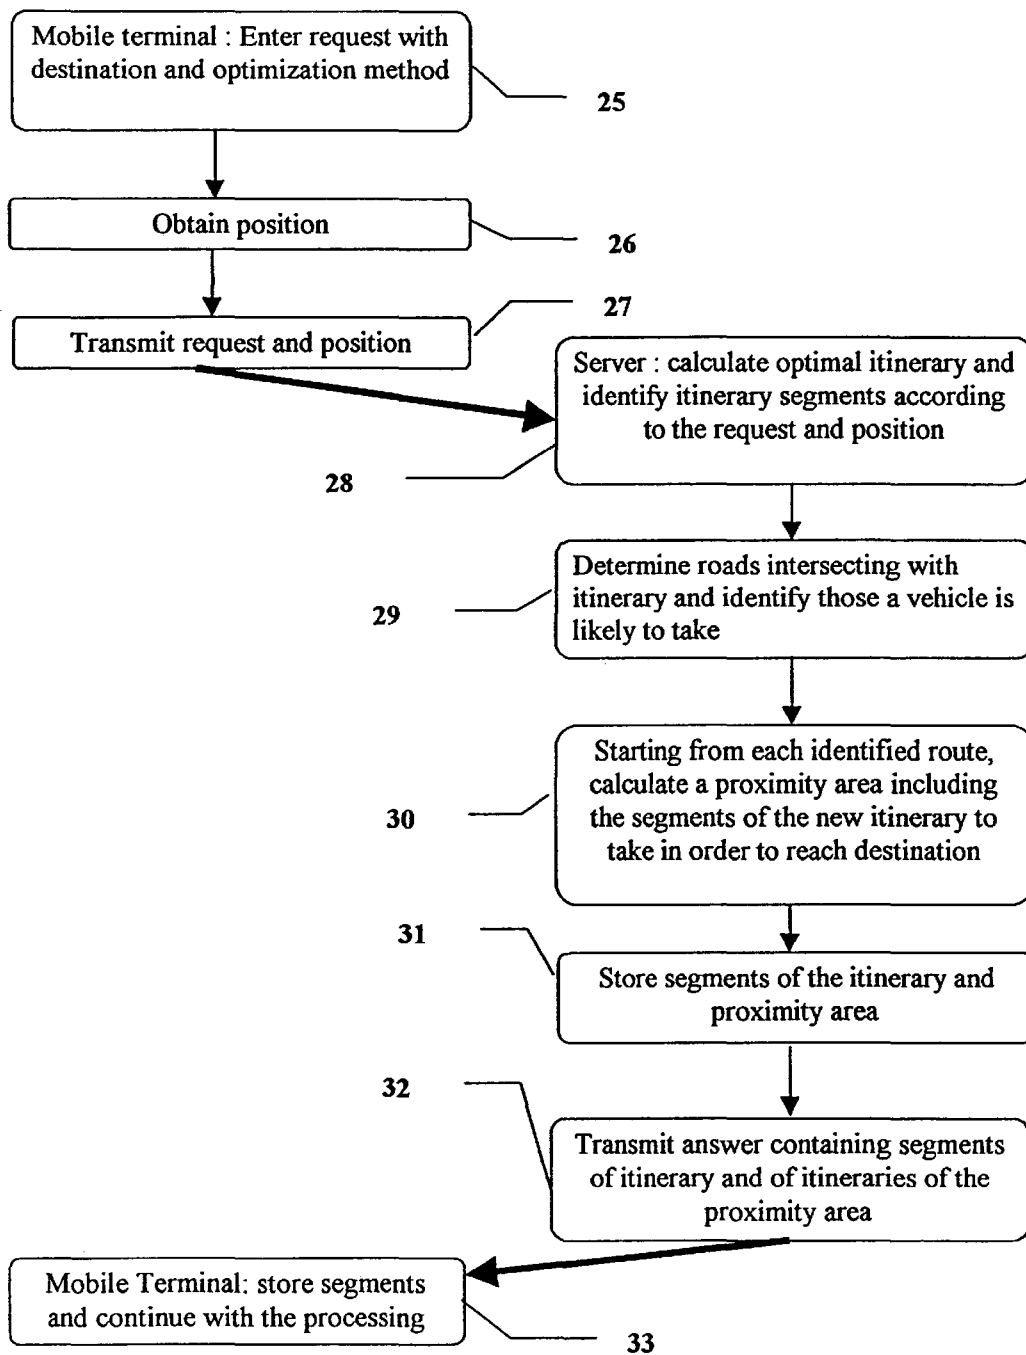 Mobile terminal : Enter request with
destination and optimization method
25
Obtain position
26
27
Transmit request and position
Server : calculate optimal itinerary and
identify itinerary segments according
to the request and position
28
Determine roads intersecting with
itinerary and identify those a vehicle is
likely to take
29
Starting from each identified route,
calculate a proximity area including
the segments of the new itinerary to
take in order to reach destination
30
31
Store segments of the itinerary and
proximity area
32
Transmit answer containing segments
of itinerary and of itineraries of the
proximity area
Mobile Terminal: store segments
and continue with the processing
33